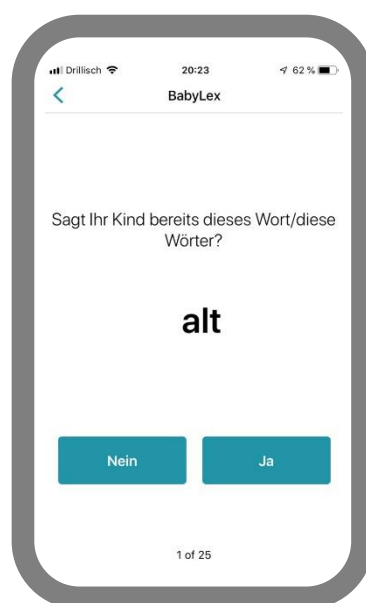 Drillisch 20:23 62 %
BabyLex
Sagt Ihr Kind bereits dieses Wort/diese
Wörter?
alt
Nein Ja
1 of 25